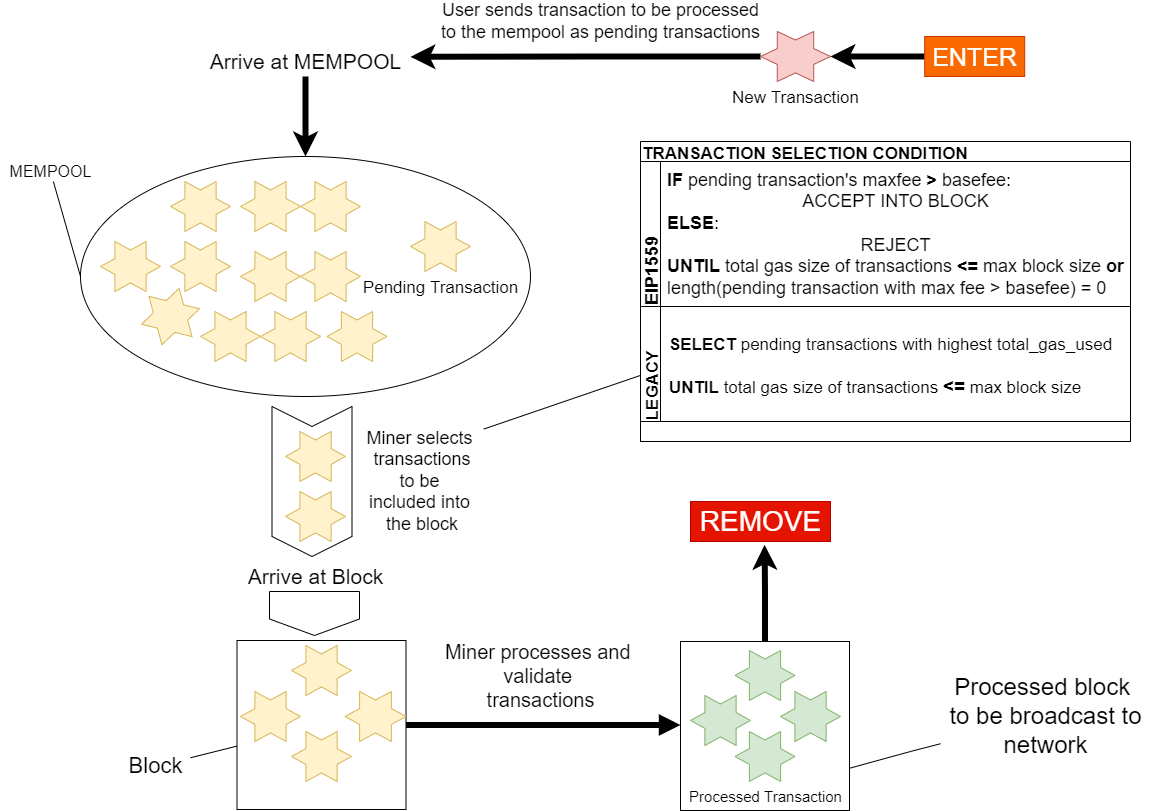 User sends transaction to be processed
to the mempool as pending transactions
ENTER
Arrive at MEMPOOL
New Transaction
MEMPOOL
Pending Transaction
TRANSACTION SELECTION CONDITION
EIP1559
IF pending transaction's maxfee > basefee:
ACCEPT INTO BLOCK
ELSE:
REJECT
UNTIL total gas size of transactions <= max block size or
length(pending transaction with max fee > basefee) = 0
LEGACY
SELECT pending transactions with highest total_gas_used
UNTIL total gas size of transactions <= max block size
Miner selects
transactions
to be
included into
the block
REMOVE
Arrive at Block
Miner processes and
validate
transactions
Block
Processed Transaction
Processed block
to be broadcast to
network